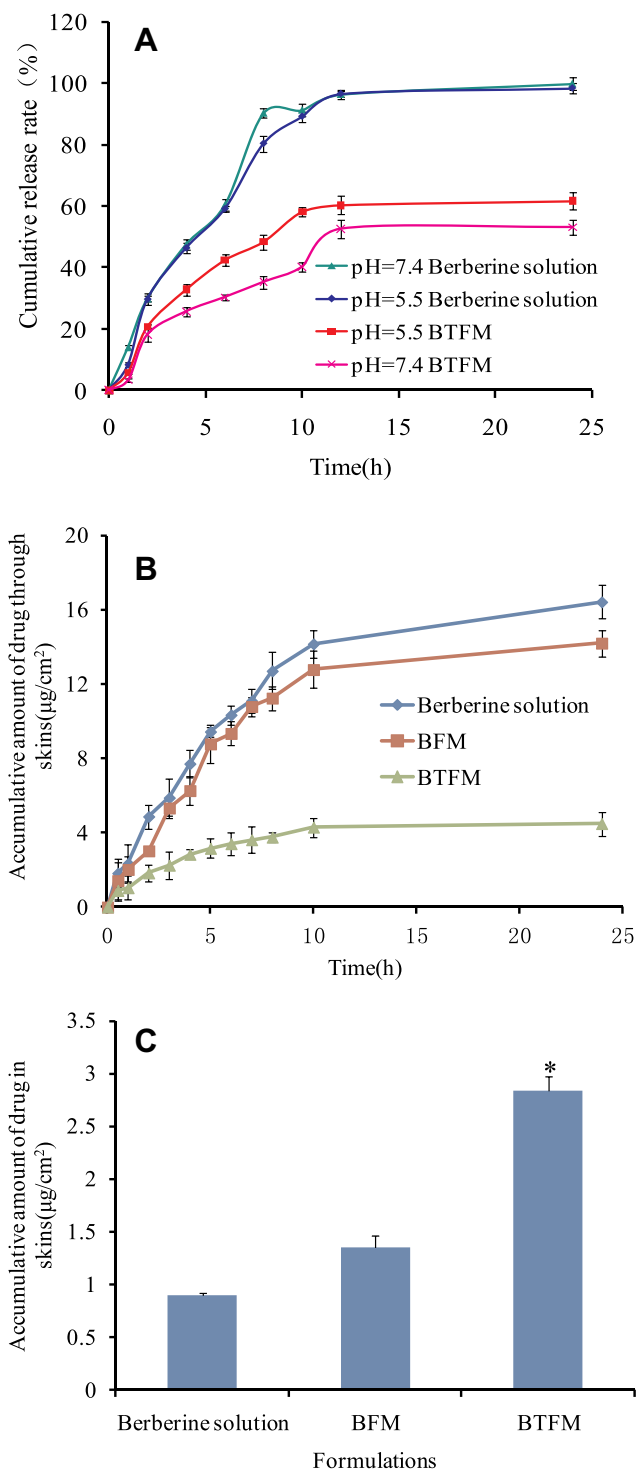 A
Cumulative release rate (%)
120
100
80
60
40
20
0
pH=7.4 Berberine solution
pH=5.5 Berberine solution
pH=5.5 BTFM
pH=7.4 BTFM
0 5 10 15 20 25
Time(h)
B
Accumulative amount of drug through
skins(μg/cm²)
20
16
12
8
4
0
Berberine solution
BFM
BTFM
0 5 10 15 20 25
Time(h)
C
Accumulative amount of drug in
skins(μg/cm²)
3.5
3
2.5
2
1.5
1
0.5
0
*
Berberine solution BFM BTFM
Formulations